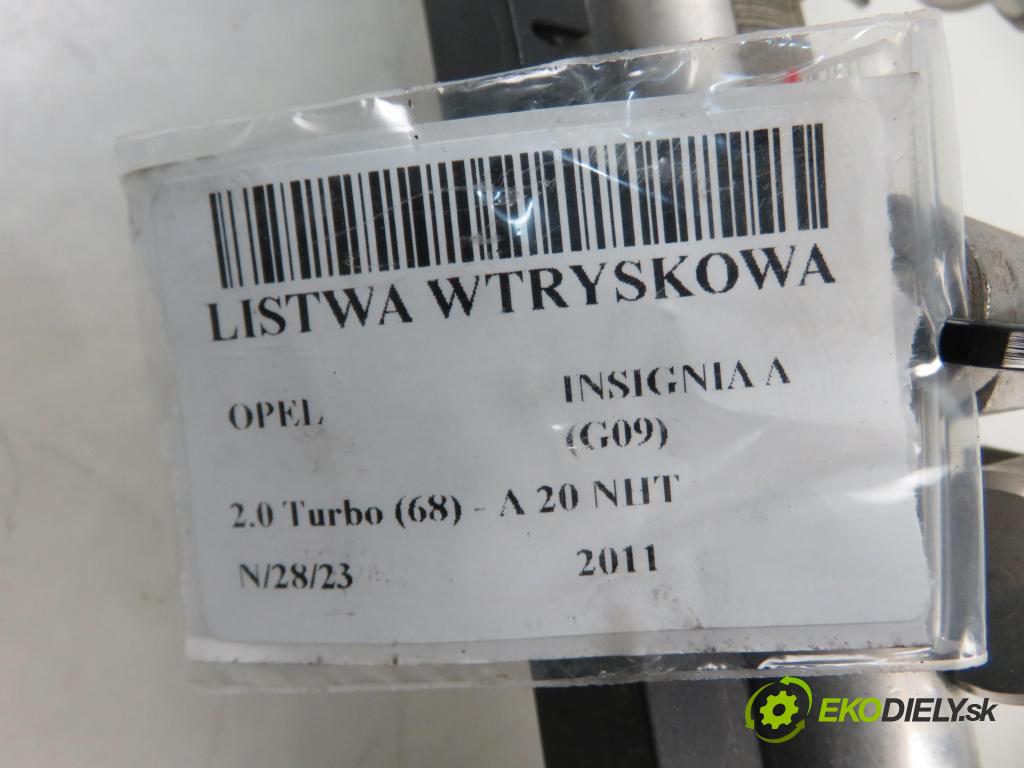 LISTWA WTRYSKOWA
OPEL
INSIGNIA A
(G09)
2.0 Turbo (68) - A 20 NHT
N/28/23
2011
EKODIELY.sk